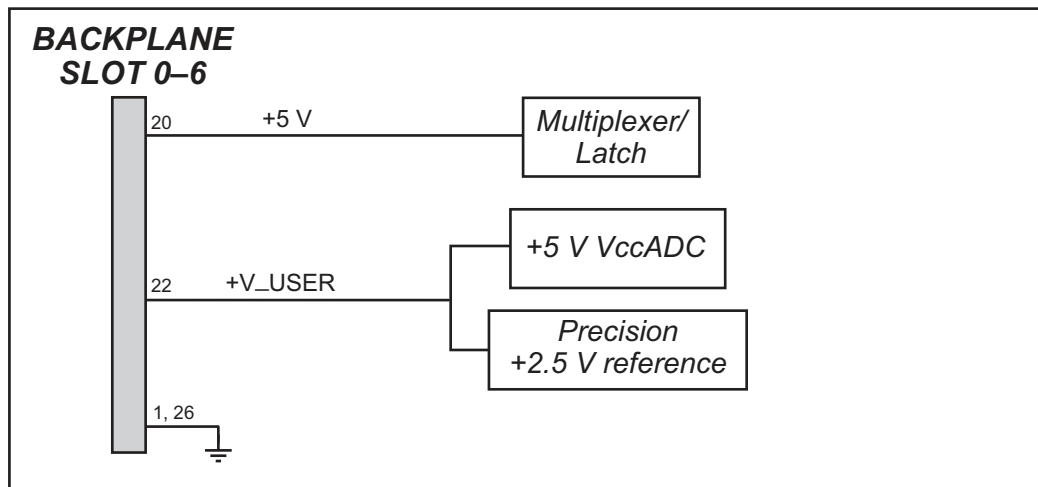 BACKPLANE
SLOT 0–6
20
+5 V
Multiplexer/
Latch
+5 V VccADC
22
+V_USER
Precision
+2.5 V reference
1, 26